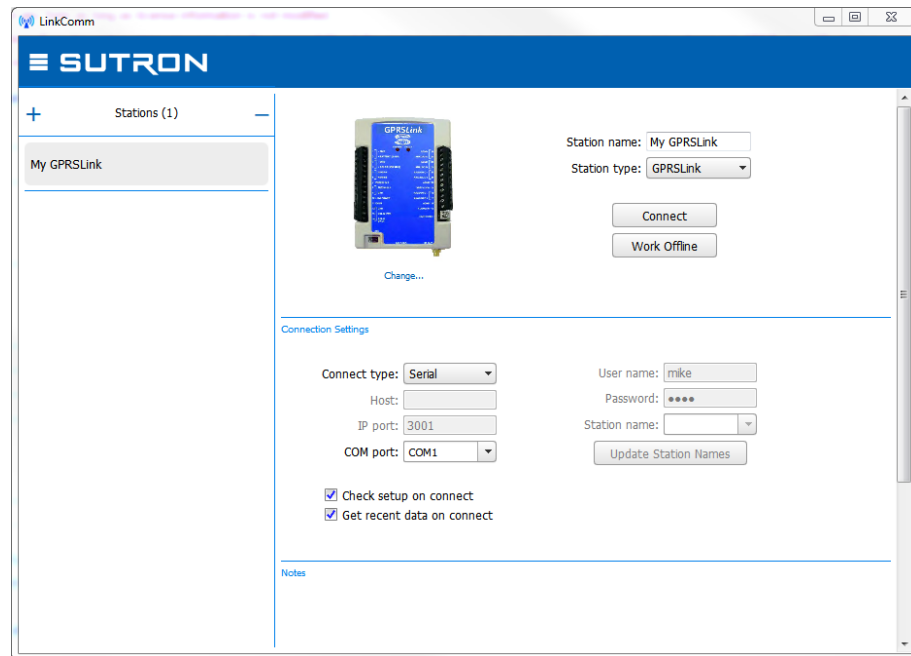 LinkComm
SUTRON
Stations (1)
My GPRSLink
GPRSLink
Change...
Station name: My GPRSLink
Station type: GPRSLink
Connect
Work Offline
Connection Settings
Connect type: Serial
Host:
IP port: 3001
COM port: COM1
User name: mike
Password: ●●●●
Station name:
Update Station Names
Check setup on connect
Get recent data on connect
Notes